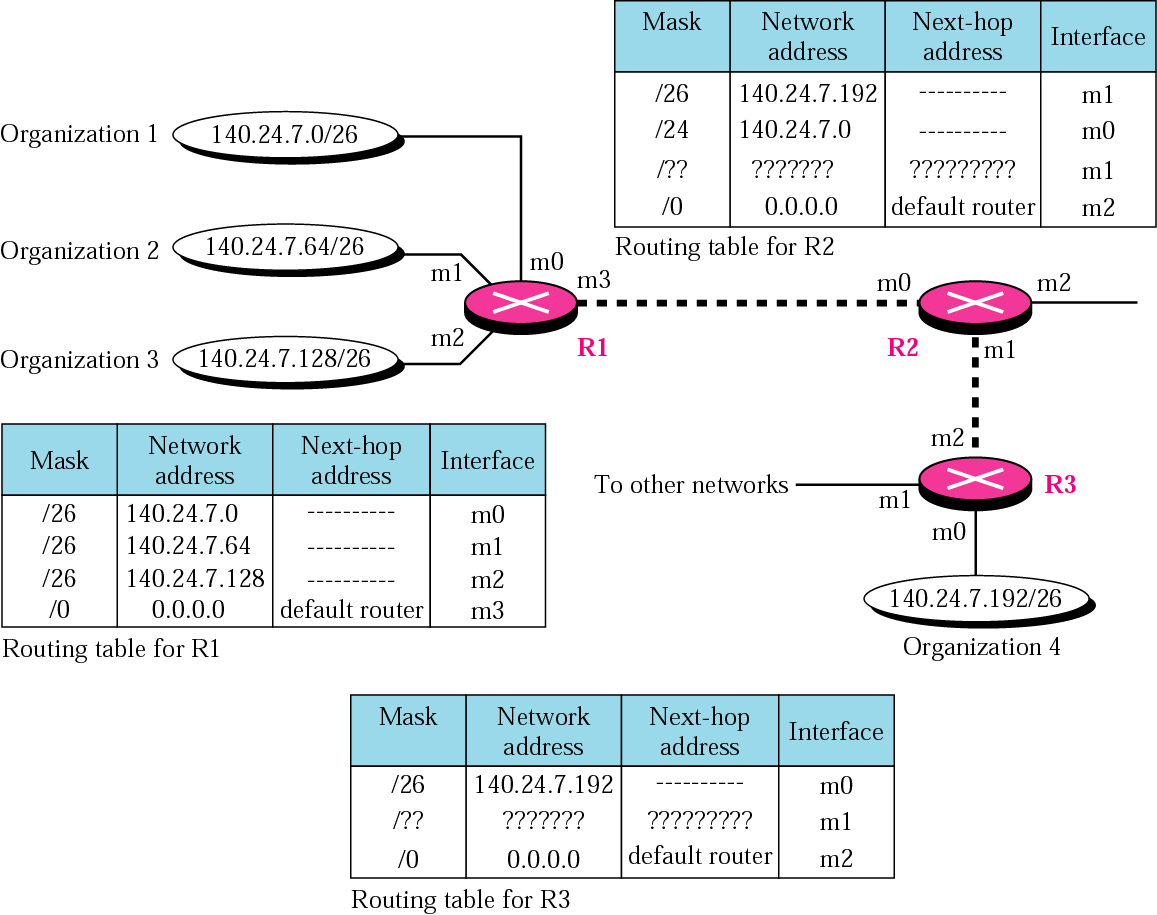 Mask Network address Next-hop address Interface
/26 140.24.7.192 ---------- m1
/24 140.24.7.0 ---------- m0
/?? ??????? ????????? m1
/0 0.0.0.0 default router m2
Routing table for R2
Organization 1 140.24.7.0/26
Organization 2 140.24.7.64/26
Organization 3 140.24.7.128/26
m0
m1
m2
m3
R1
m0
m2
R2
m1
m2
To other networks
m1
R3
m0
140.24.7.192/26
Organization 4
Mask Network address Next-hop address Interface
/26 140.24.7.0 ---------- m0
/26 140.24.7.64 ---------- m1
/26 140.24.7.128 ---------- m2
/0 0.0.0.0 default router m3
Routing table for R1
Mask Network address Next-hop address Interface
/26 140.24.7.192 ---------- m0
/?? ??????? ????????? m1
/0 0.0.0.0 default router m2
Routing table for R3